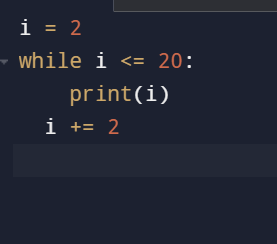 i = 2
while i <= 20:
    print(i)
  i += 2